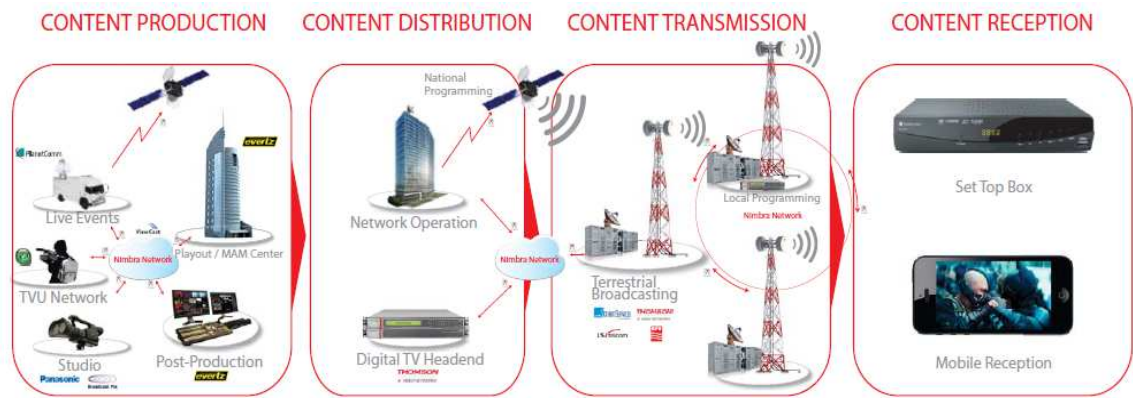 CONTENT PRODUCTION
CONTENT DISTRIBUTION
CONTENT TRANSMISSION
CONTENT RECEPTION
PlanetComm
evertz
Live Events
Playout / MAM Center
Nimbra Network
TVU Network
Studio
Post-Production
Panasonic
evertz
National
Programming
Network Operation
Nimbra Network
Digital TV Headend
THOMSON
Local Programming
Nimbra Network
Terrestrial
Broadcasting
THOMSON
Set Top Box
Mobile Reception